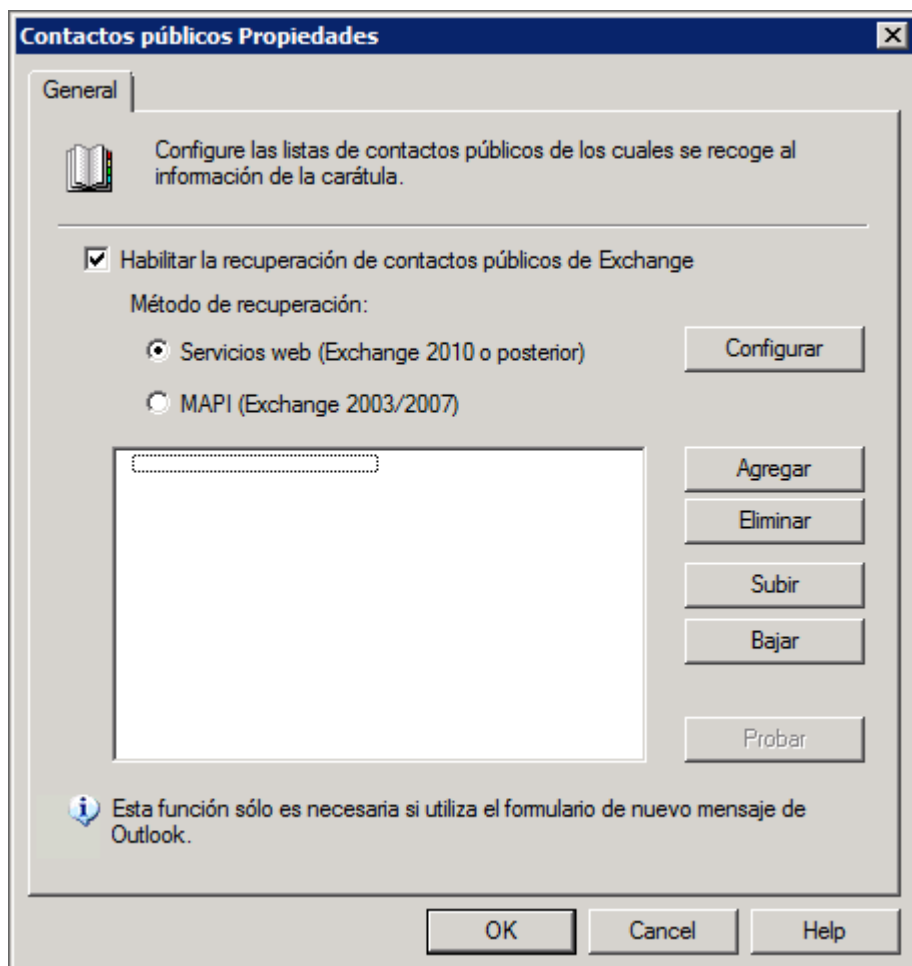 Contactos públicos Propiedades
General
Configure las listas de contactos públicos de los cuales se recoge al
información de la carátula.
Habilitar la recuperación de contactos públicos de Exchange
Método de recuperación:
Servicios web (Exchange 2010 o posterior)
Configurar
MAPI (Exchange 2003/2007)
Agregar
Eliminar
Subir
Bajar
Probar
Esta función sólo es necesaria si utiliza el formulario de nuevo mensaje de
Outlook.
OK
Cancel
Help